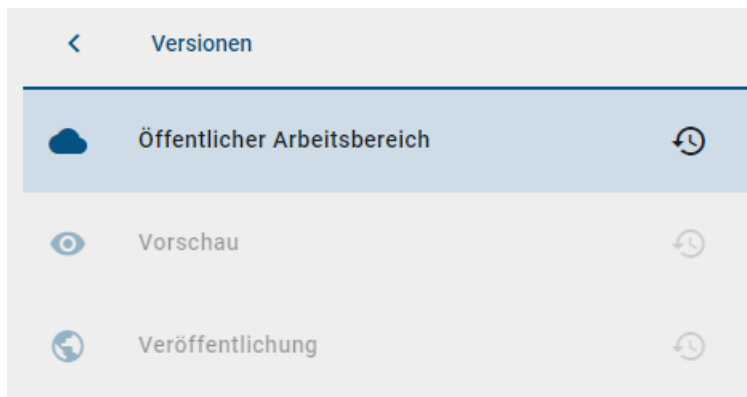 Versionen
Öffentlicher Arbeitsbereich
Vorschau
Veröffentlichung